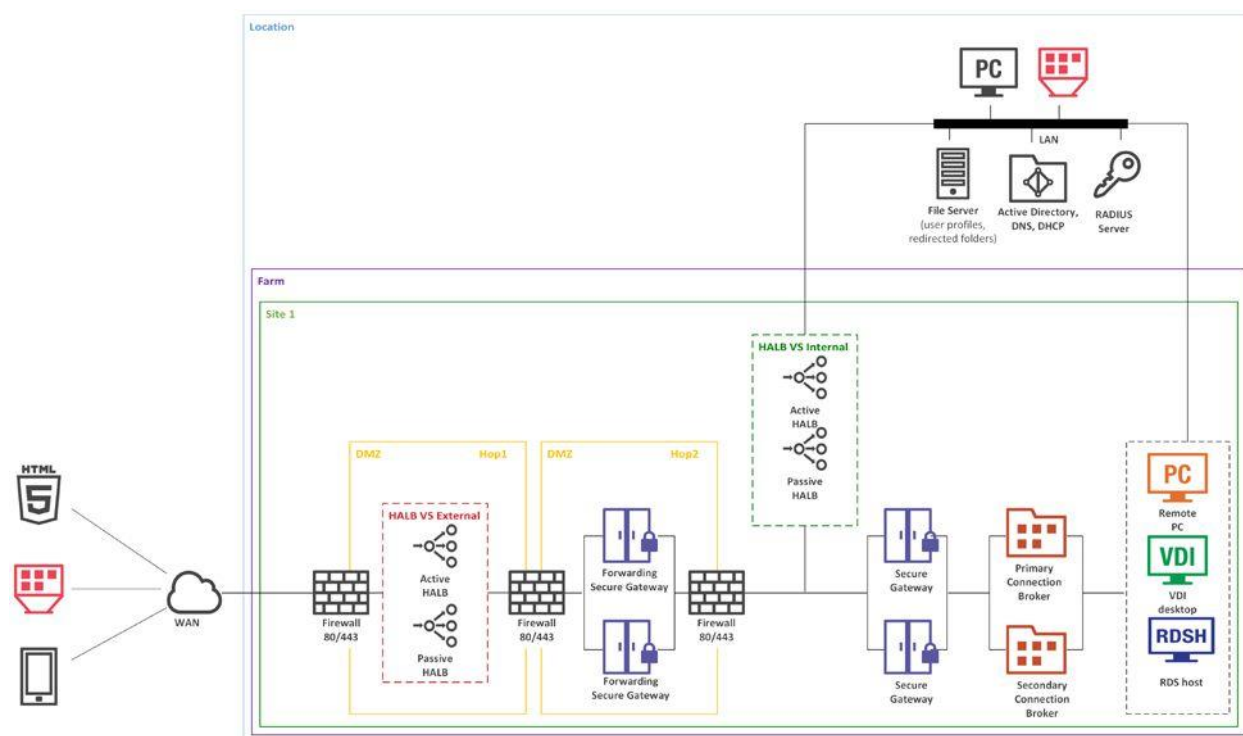 Location
PC
LAN
File Server
(user profiles,
redirected folders)
Active Directory,
DNS, DHCP
RADIUS
Server
Farm
Site 1
HALB VS Internal
Active
HALB
Passive
HALB
DMZ
Hop1
DMZ
Hop2
HALB VS External
Active
HALB
Passive
HALB
HTML
5
WAN
Firewall
80/443
Firewall
80/443
Forwarding
Secure Gateway
Forwarding
Secure Gateway
Firewall
80/443
Secure
Gateway
Secure
Gateway
Primary
Connection
Broker
Secondary
Connection
Broker
PC
Remote
PC
VDI
VDI
desktop
RDSH
RDS host